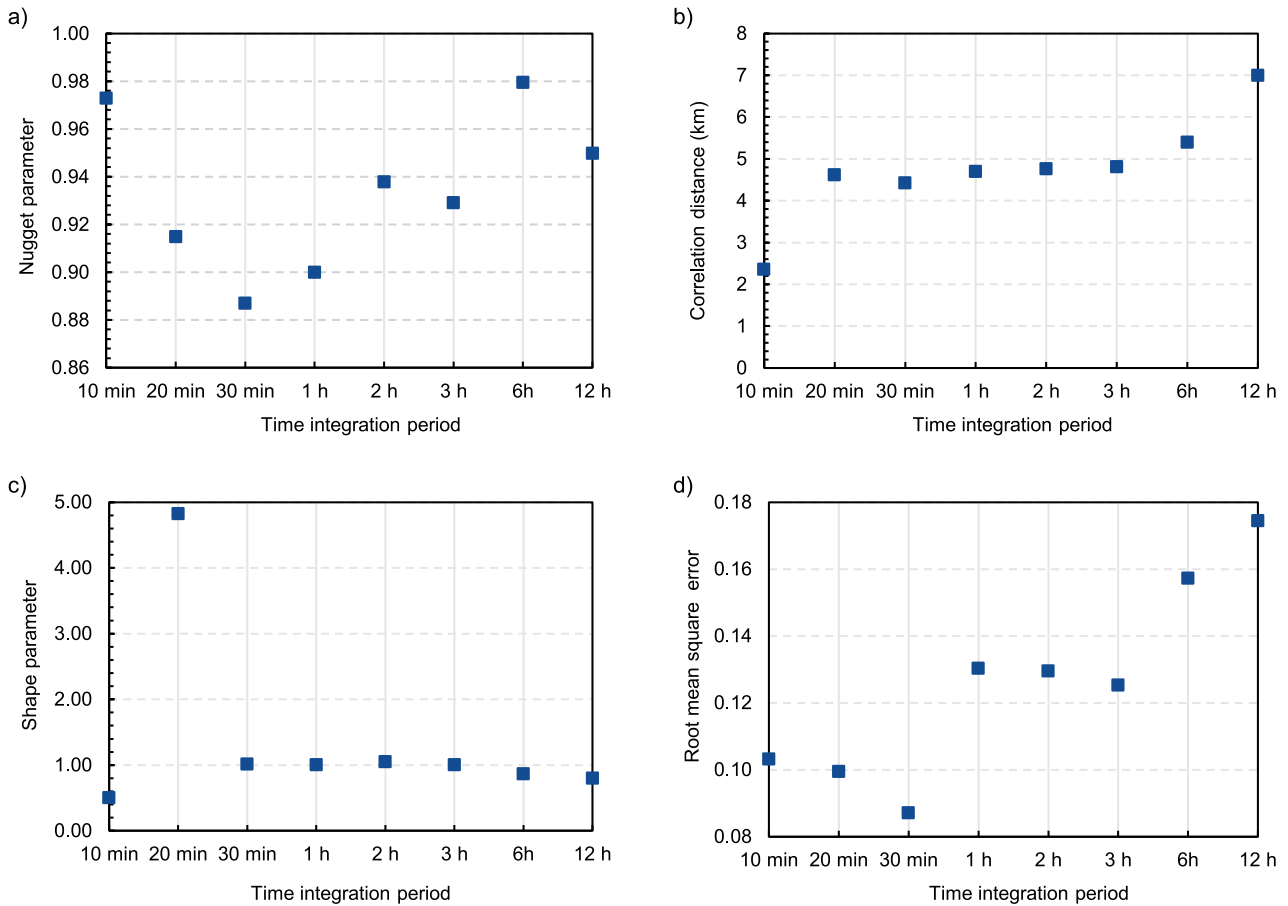 a)
1.00
0.98
0.96
0.94
0.92
0.90
0.88
0.86
Nugget parameter
10 min 20 min 30 min 1 h 2 h 3 h 6h 12 h
Time integration period
b)
8
7
6
5
4
3
2
1
0
Correlation distance (km)
10 min 20 min 30 min 1 h 2 h 3 h 6h 12 h
Time integration period
c)
5.00
4.00
3.00
2.00
1.00
0.00
Shape parameter
10 min 20 min 30 min 1 h 2 h 3 h 6h 12 h
Time integration period
d)
0.18
0.16
0.14
0.12
0.10
0.08
Root mean square error
10 min 20 min 30 min 1 h 2 h 3 h 6h 12 h
Time integration period